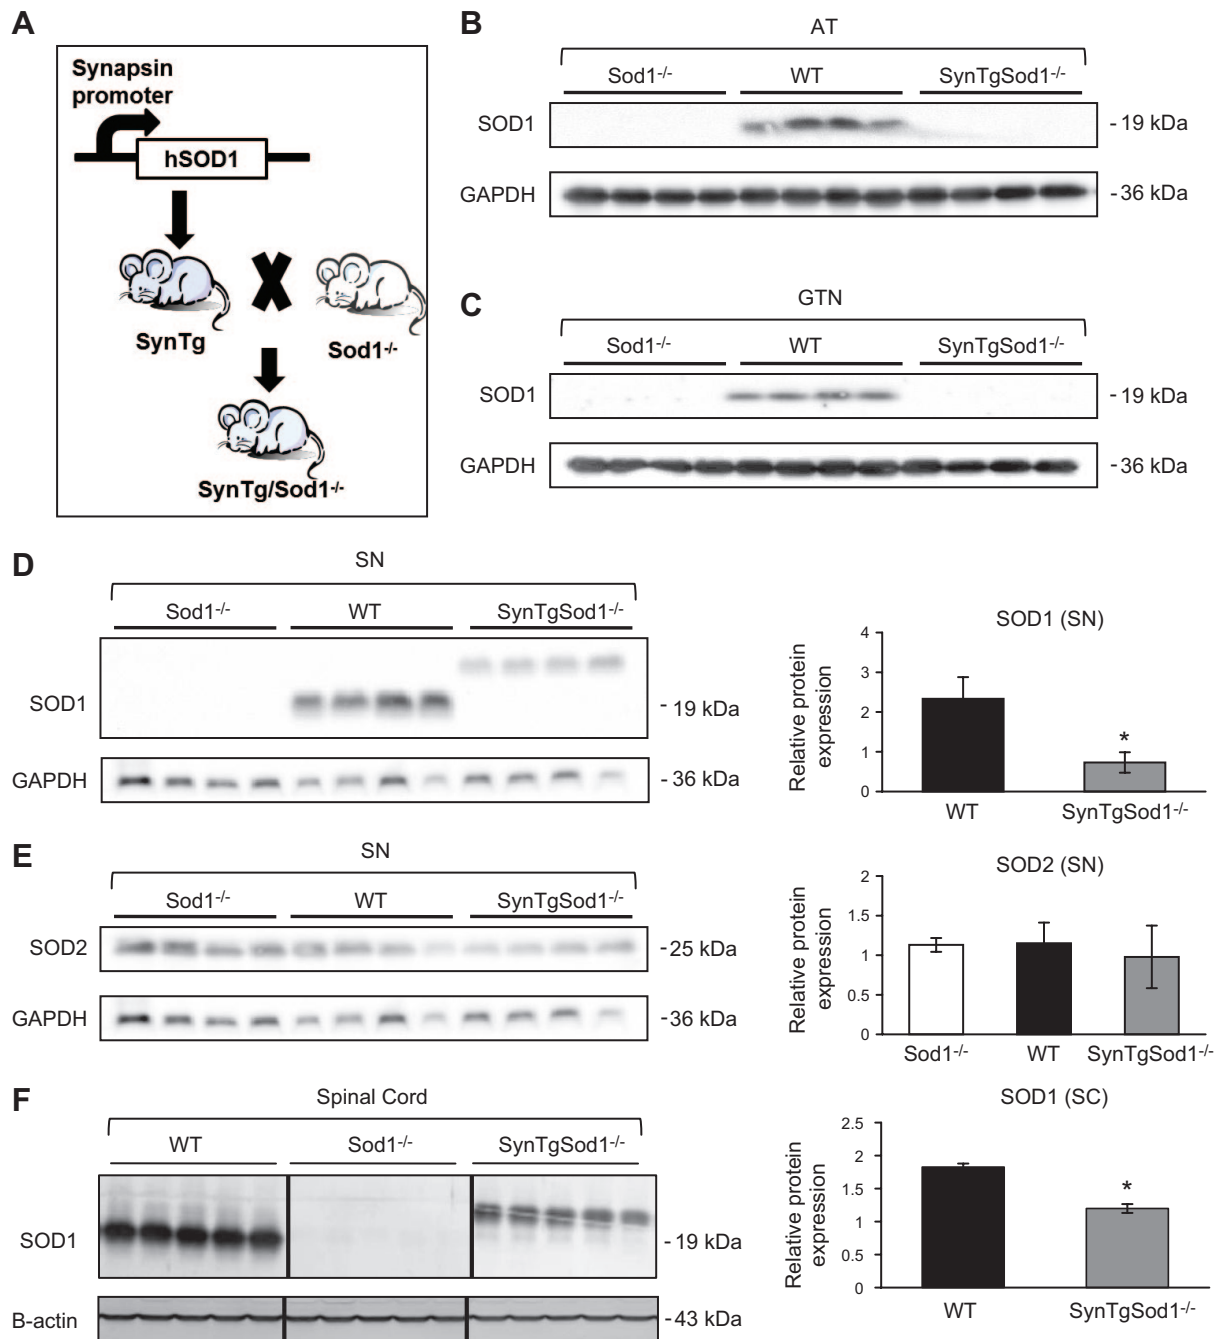 A
Synapsin
promoter
hSOD1
SynTg
Sod1-/-
SynTg/Sod1-/-
B
AT
Sod1-/- WT SynTgSod1-/-
SOD1 - 19 kDa
GAPDH -36 kDa
C
GTN
Sod1-/- WT SynTgSod1-/-
SOD1 - 19 kDa
GAPDH -36 kDa
D
SN
Sod1-/- WT SynTgSod1-/-
SOD1 - 19 kDa
GAPDH - 36 kDa
SOD1 (SN)
Relative protein
expression
4
3
2
1
0
*
WT SynTgSod1-/-
E
SN
Sod1-/- WT SynTgSod1-/-
SOD2 -25 kDa
GAPDH -36 kDa
SOD2 (SN)
Relative protein
expression
2
1.5
1
0.5
0
Sod1-/- WT SynTgSod1-/-
F
Spinal Cord
WT Sod1-/- SynTgSod1-/-
SOD1 - 19 kDa
B-actin -43 kDa
SOD1 (SC)
Relative protein
expression
2.5
2
1.5
1
0.5
0
*
WT SynTgSod1-/-